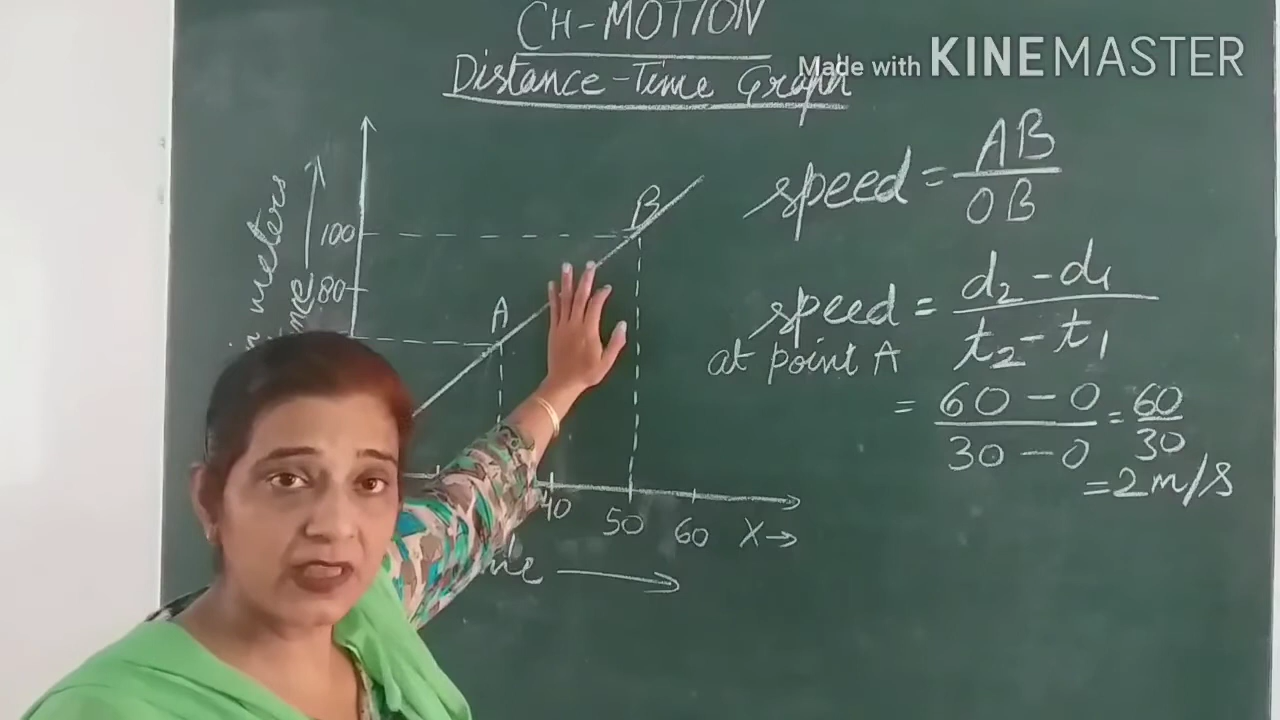 CH-MOTION
Made with KINEMASTER
Distance-Time Graph
speed = AB/OB
B
100
80
A
speed = d₂-d₁/t₂-t₁
at point A
= 60-0/30-0 = 60/30
= 2m/s
meters
40 50 60 X→